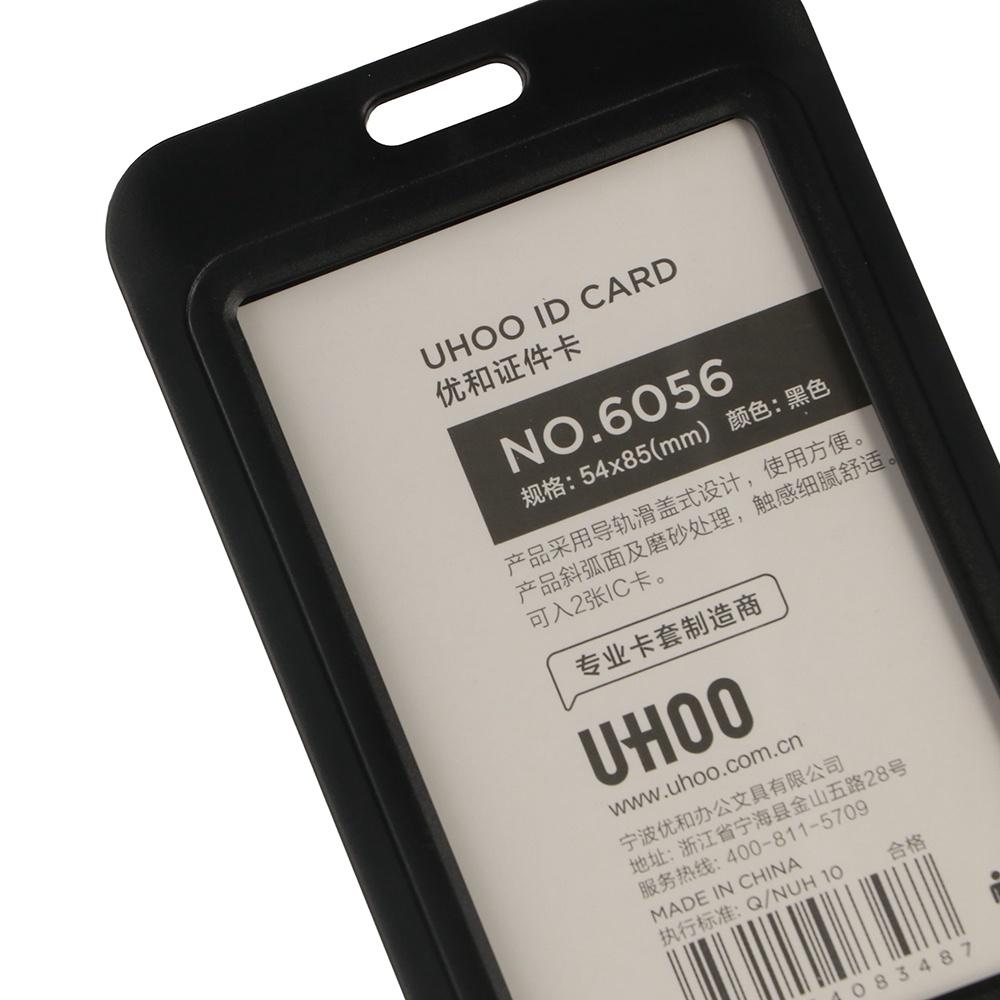 UHOO ID CARD
优和证件卡
NO.6056
规格: 54x85(mm) 颜色: 黑色
产品采用导轨滑盖式设计，使用方便。
产品斜弧面及磨砂处理，触感细腻舒适。
可入2张IC卡。
专业卡套制造商
UHOO
www.uhoo.com.cn
宁波优和办公文具有限公司
地址: 浙江省宁海县金山五路28号
服务热线: 400-811-5709
MADE IN CHINA 合格
执行标准: Q/NUH 10
4083487